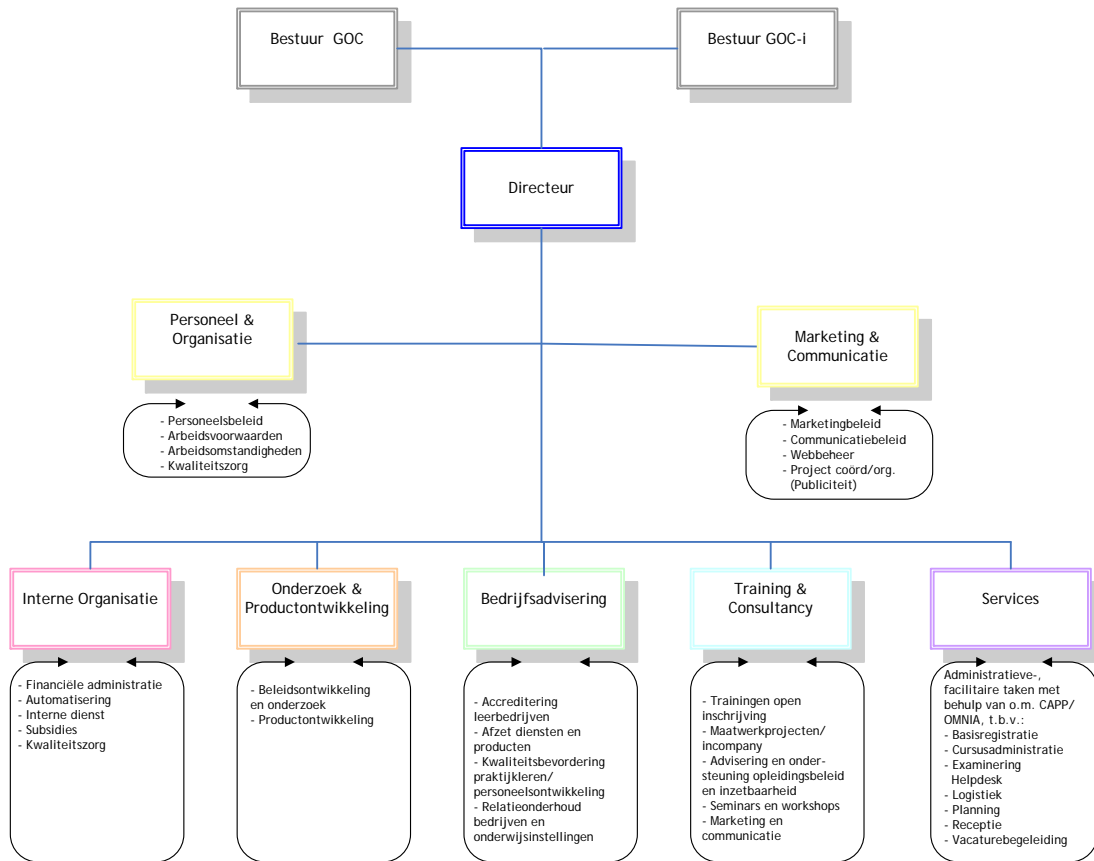 Bestuur GOC
Bestuur GOC-i
Directeur
Personeel &
Organisatie
Marketing &
Communicatie
- Personeelsbeleid
- Arbeidsvoorwaarden
- Arbeidsomstandigheden
- Kwaliteitszorg
- Marketingbeleid
- Communicatiebeleid
- Webbeheer
- Project coörd/org.
(Publiciteit)
Interne Organisatie
Onderzoek &
Productontwikkeling
Bedrijfsadvisering
Training &
Consultancy
Services
- Financiële administratie
- Automatisering
- Interne dienst
- Subsidies
- Kwaliteitszorg
- Beleidsontwikkeling
en onderzoek
- Productontwikkeling
- Accreditering
leerbedrijven
- Afzet diensten en
producten
- Kwaliteitsbevordering
praktijkleren/
personeelsontwikkeling
- Relatieonderhoud
bedrijven en
onderwijsinstellingen
- Trainingen open
inschrijving
- Maatwerkprojecten/
incompany
- Advisering en onder-
steuning opleidingsbeleid
en inzetbaarheid
- Seminars en workshops
- Marketing en
communicatie
Administratieve-,
facilitaire taken met
behulp van o.m. CAPP/
OMNIA, t.b.v.:
- Basisregistratie
- Cursusadministratie
- Examinering
Helpdesk
- Logistiek
- Planning
- Receptie
- Vacaturebegeleiding